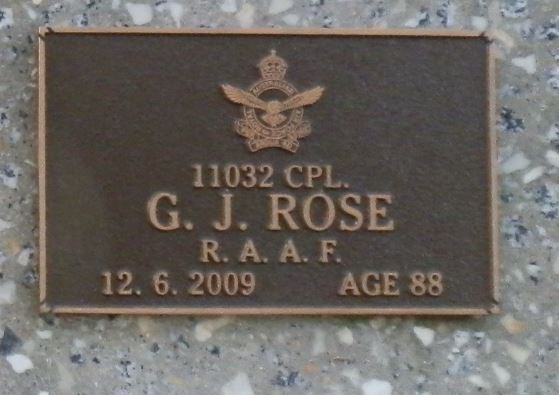 11032 CPL.
G. J. ROSE
R. A. A. F.
12. 6. 2009 AGE 88